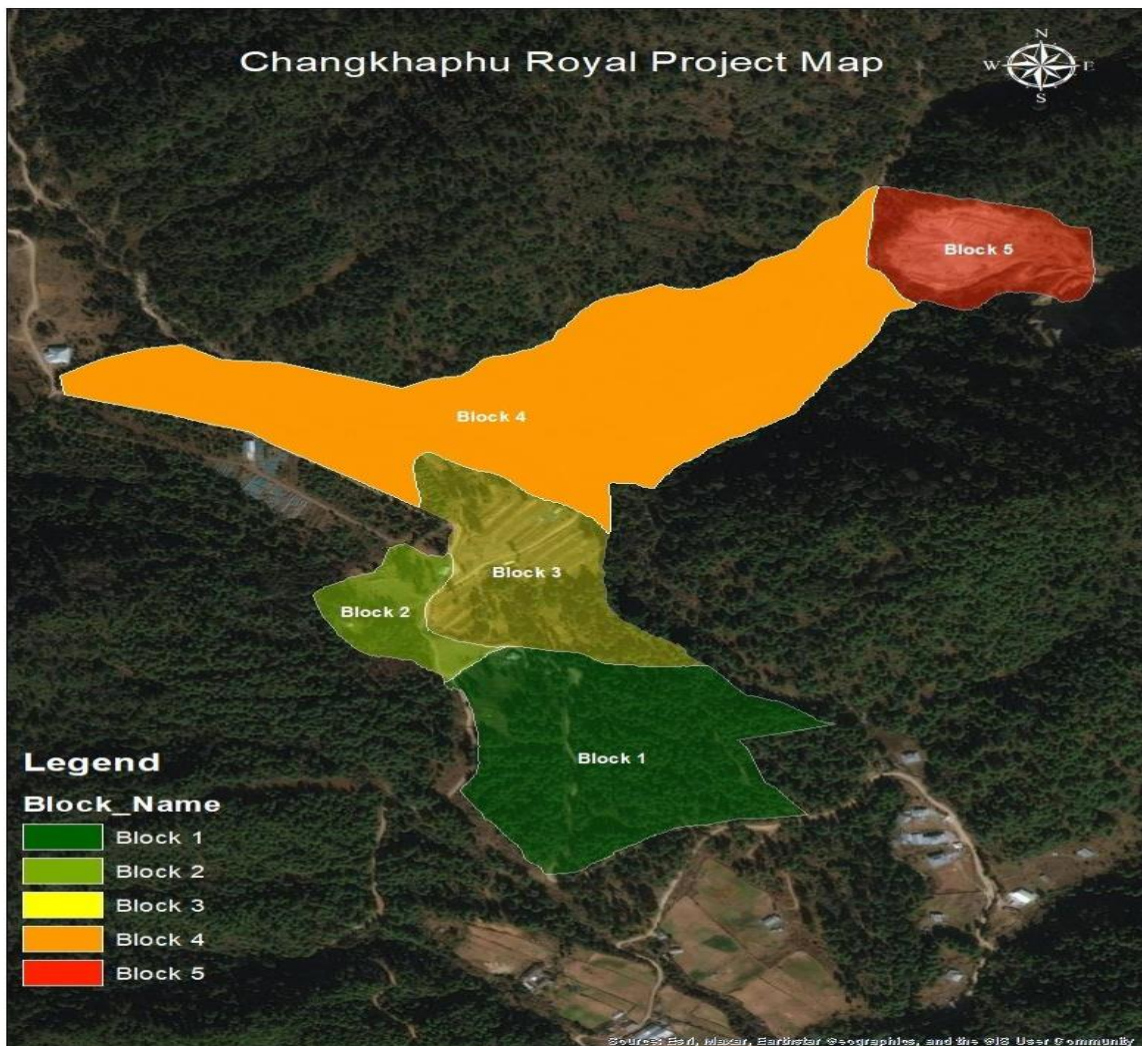 Changkhaphu Royal Project Map
N
W E
S
Block 5
Block 4
Block 3
Block 2
Block 1
Legend
Block_Name
Block 1
Block 2
Block 3
Block 4
Block 5
Source: Esri, Maxar, Earthstar Geographics, and the GIS User Community